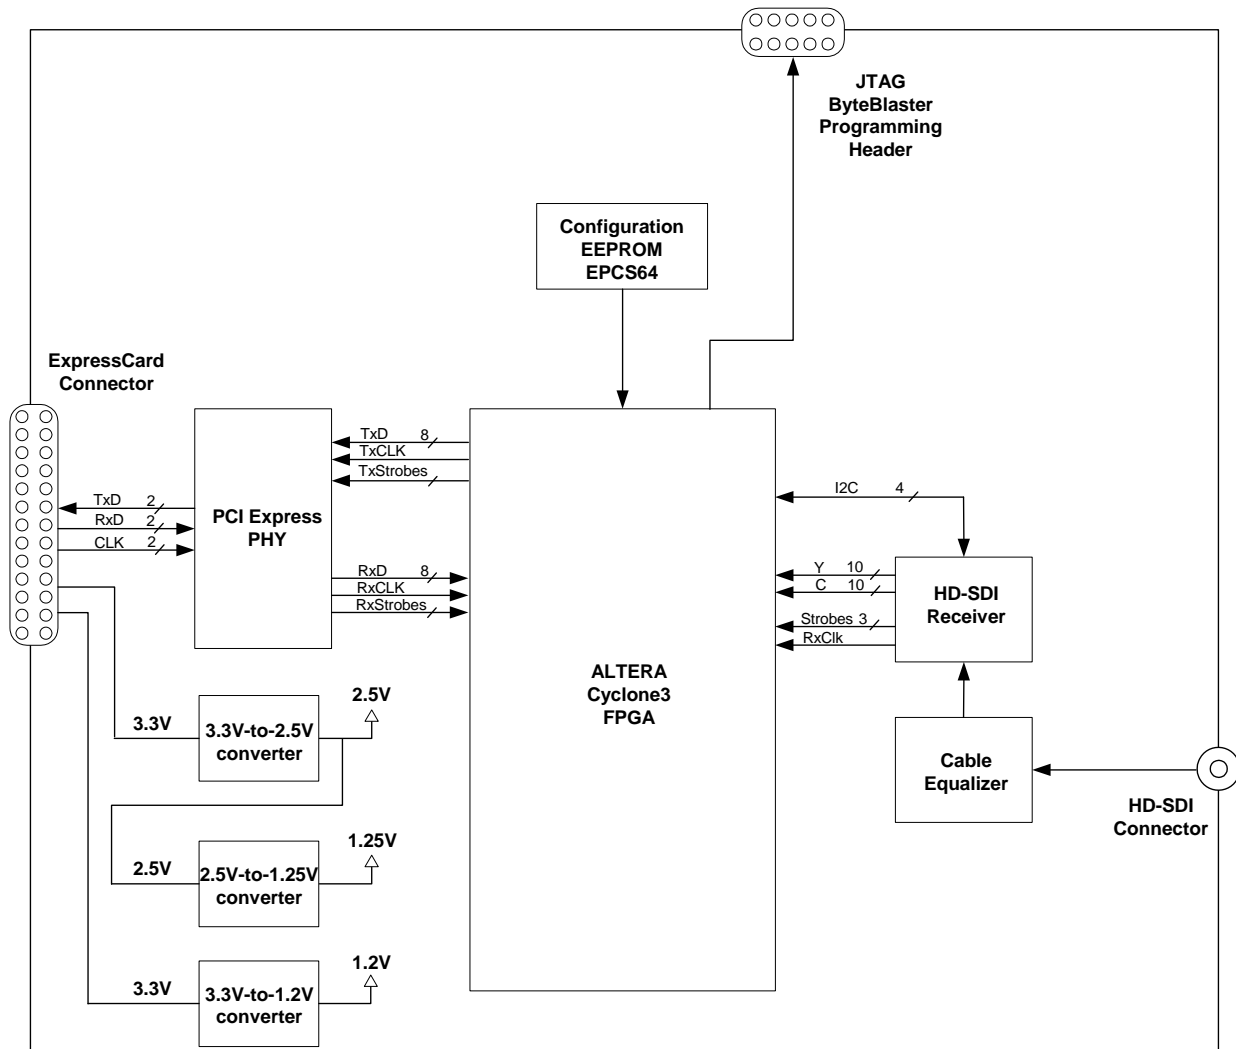 JTAG
ByteBlaster
Programming
Header
Configuration
EEPROM
EPCS64
ExpressCard
Connector
TxD 8
TxCLK
TxStrobes
TxD 2
RxD 2
CLK 2
PCI Express
PHY
RxD 8
RxCLK
RxStrobes
I2C 4
Y 10
C 10
Strobes 3
RxClk
HD-SDI
Receiver
ALTERA
Cyclone3
FPGA
2.5V
3.3V
3.3V-to-2.5V
converter
Cable
Equalizer
HD-SDI
Connector
1.25V
2.5V
2.5V-to-1.25V
converter
1.2V
3.3V
3.3V-to-1.2V
converter